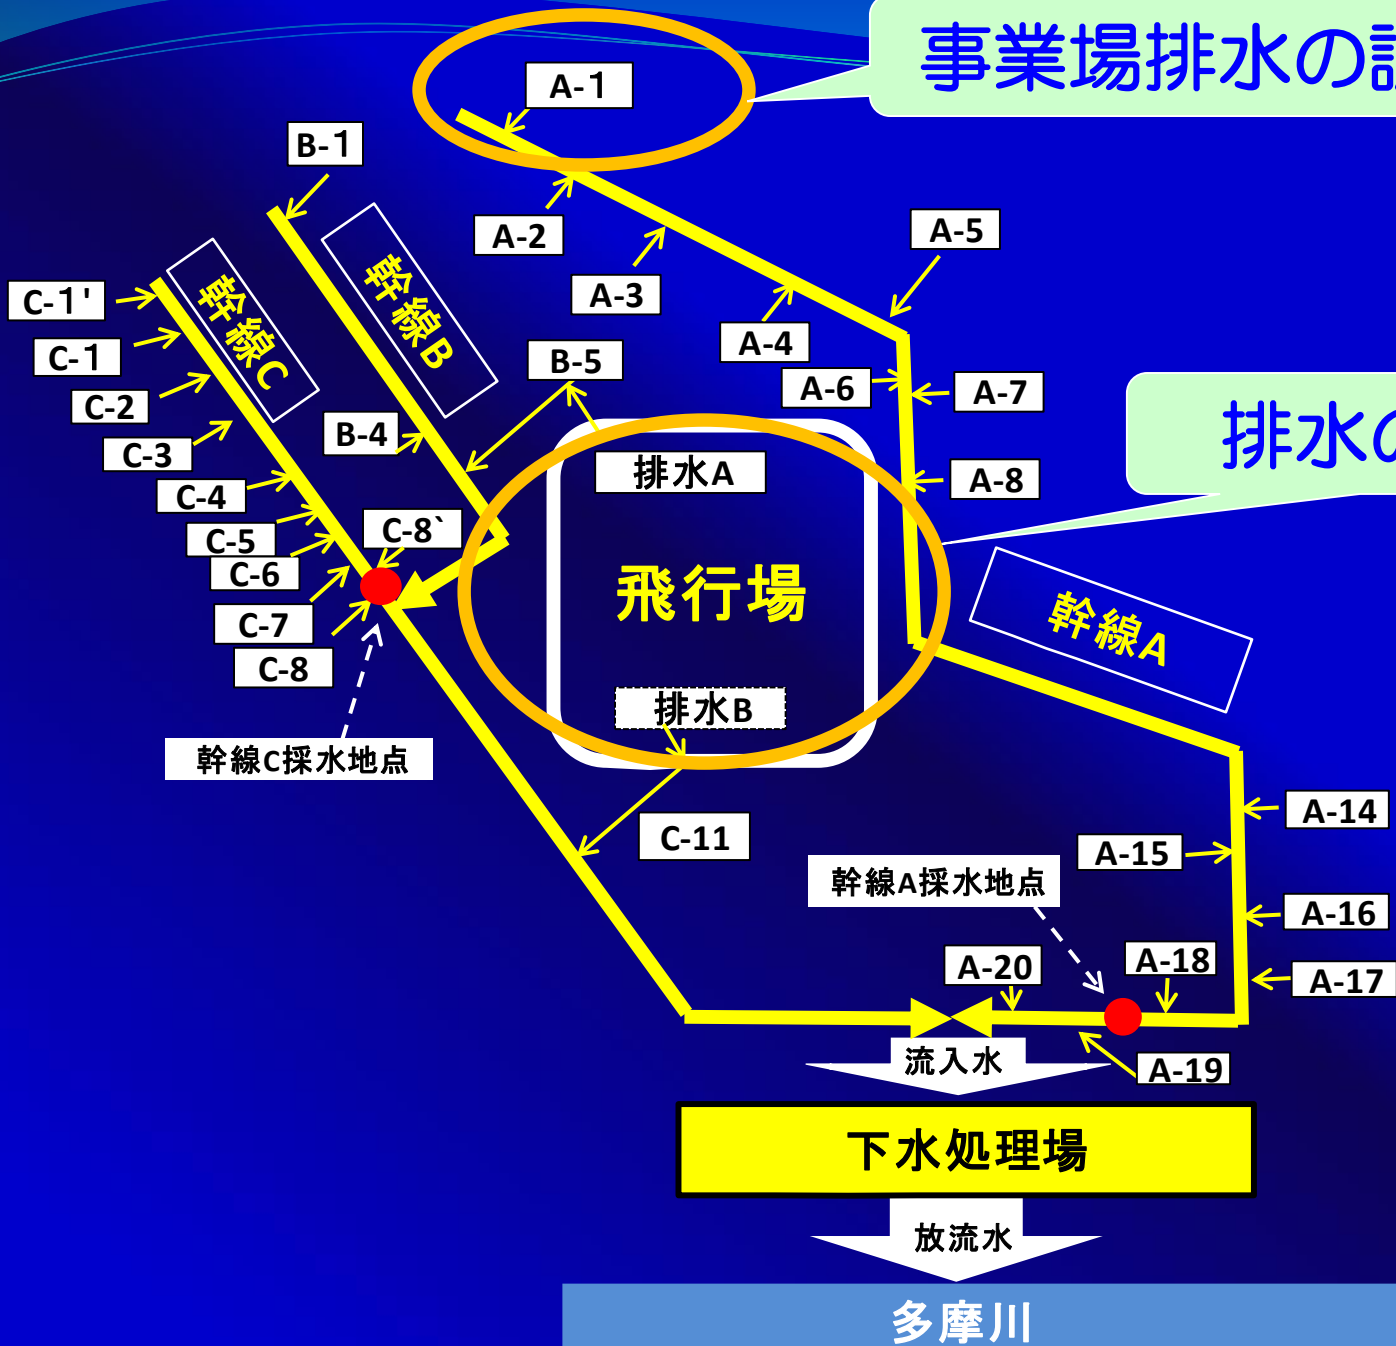 事業場排水の
A-1
B-1
A-2
A-5
幹線B
幹線C
A-3
C-1'
A-4
C-1
B-5
A-6
A-7
C-2
排水の
B-4
C-3
排水A
A-8
C-4
C-8`
C-5
C-6
飛行場
幹線A
C-7
C-8
排水B
幹線C採水地点
A-14
C-11
A-15
幹線A採水地点
A-16
A-20
A-18
A-17
流入水
A-19
下水処理場
放流水
多摩川